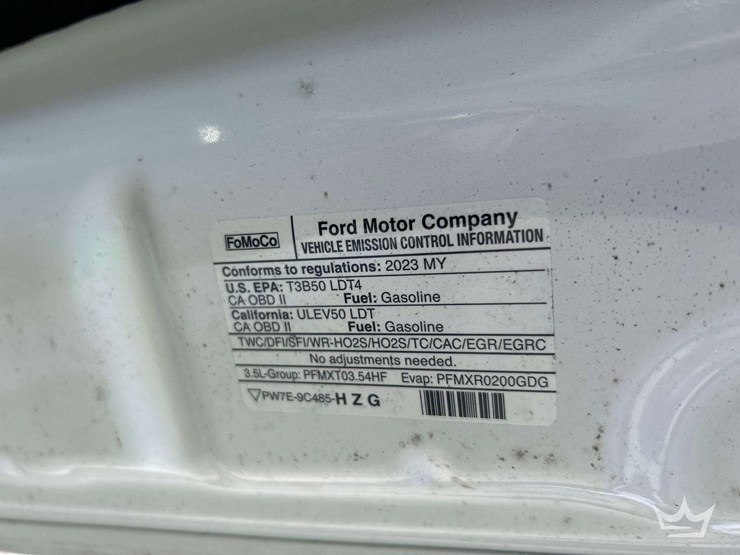 FoMoCo
Ford Motor Company
VEHICLE EMISSION CONTROL INFORMATION
Conforms to regulations: 2023 MY
U.S. EPA: T3B50 LDT4
CA OBD II Fuel: Gasoline
California: ULEV50 LDT
CA OBD II Fuel: Gasoline
TWC/DFI/SFI/WR-HO2S/HO2S/TC/CAC/EGR/EGRC
No adjustments needed.
3.5L-Group: PFMXT03.54HF Evap: PFMXR0200GDG
▽PW7E-9C485-H Z G